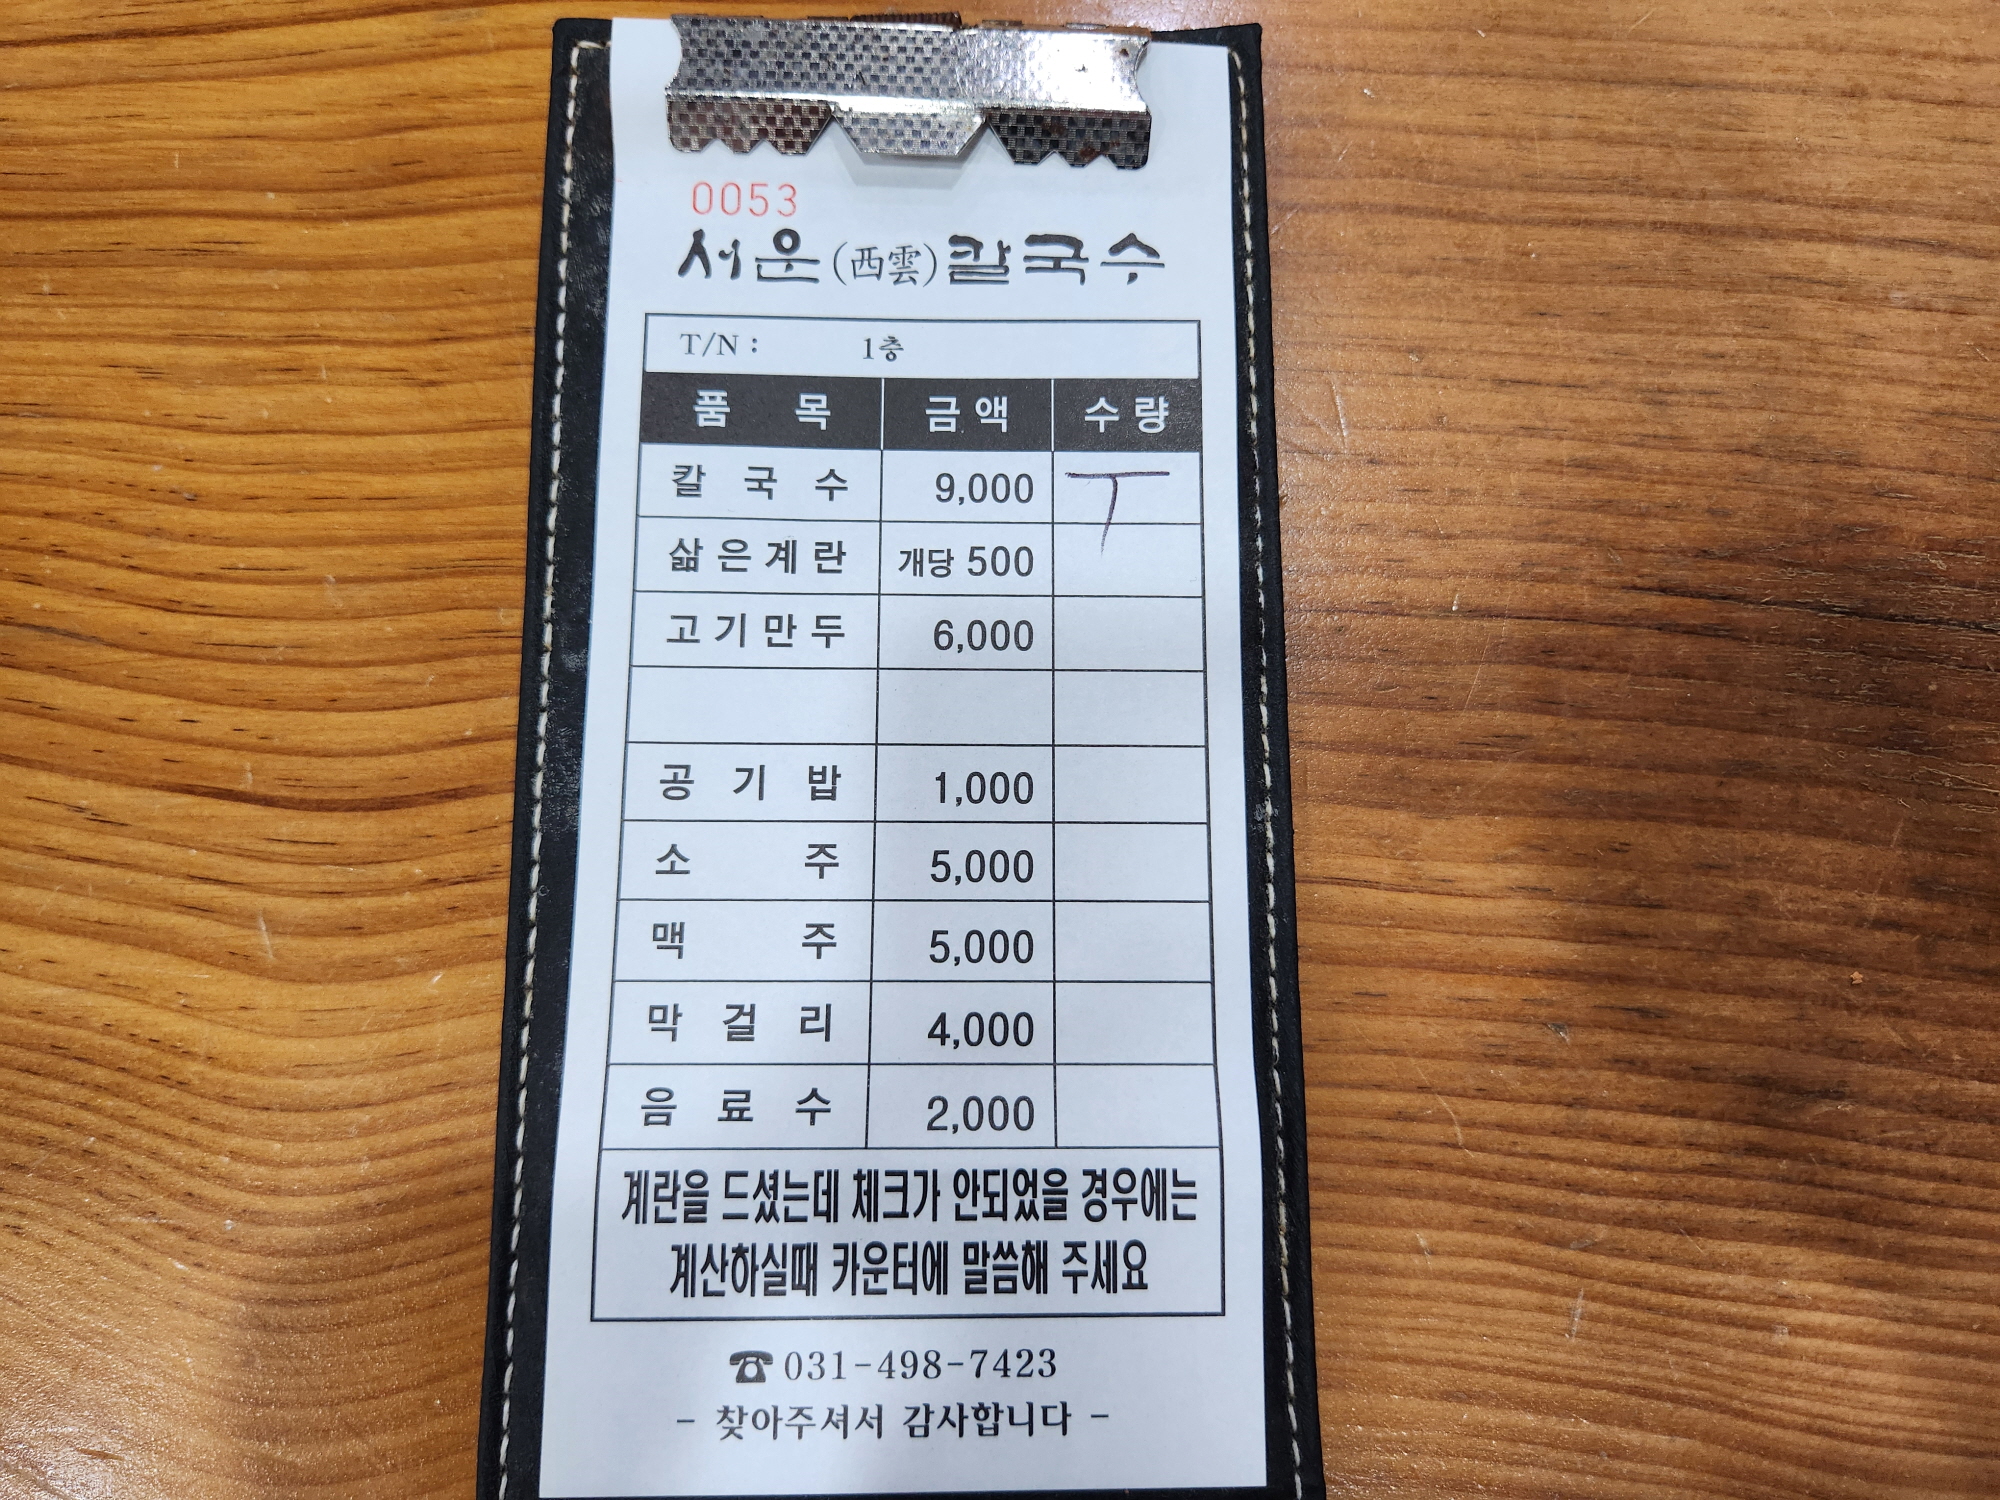 0053
서운(西雲)칼국수
T/N : 1층
품 목 금액 수량
칼 국 수 9,000 T
삶은계란 개당 500
고기만두 6,000
공 기 밥 1,000
소 주 5,000
맥 주 5,000
막 걸 리 4,000
음 료 수 2,000
계란을 드셨는데 체크가 안되었을 경우에는
계산하실때 카운터에 말씀해 주세요
☎031-498-7423
- 찾아주셔서 감사합니다 -